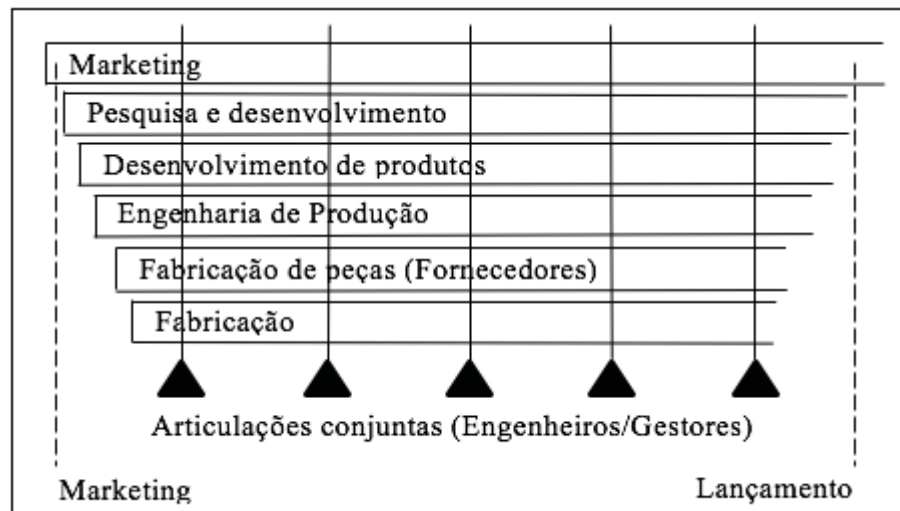 Marketing
Pesquisa e desenvolvimento
Desenvolvimento de produtos
Engenharia de Produção
Fabricação de peças (Fornecedores)
Fabricação
Articulações conjuntas (Engenheiros/Gestores)
Marketing Lançamento